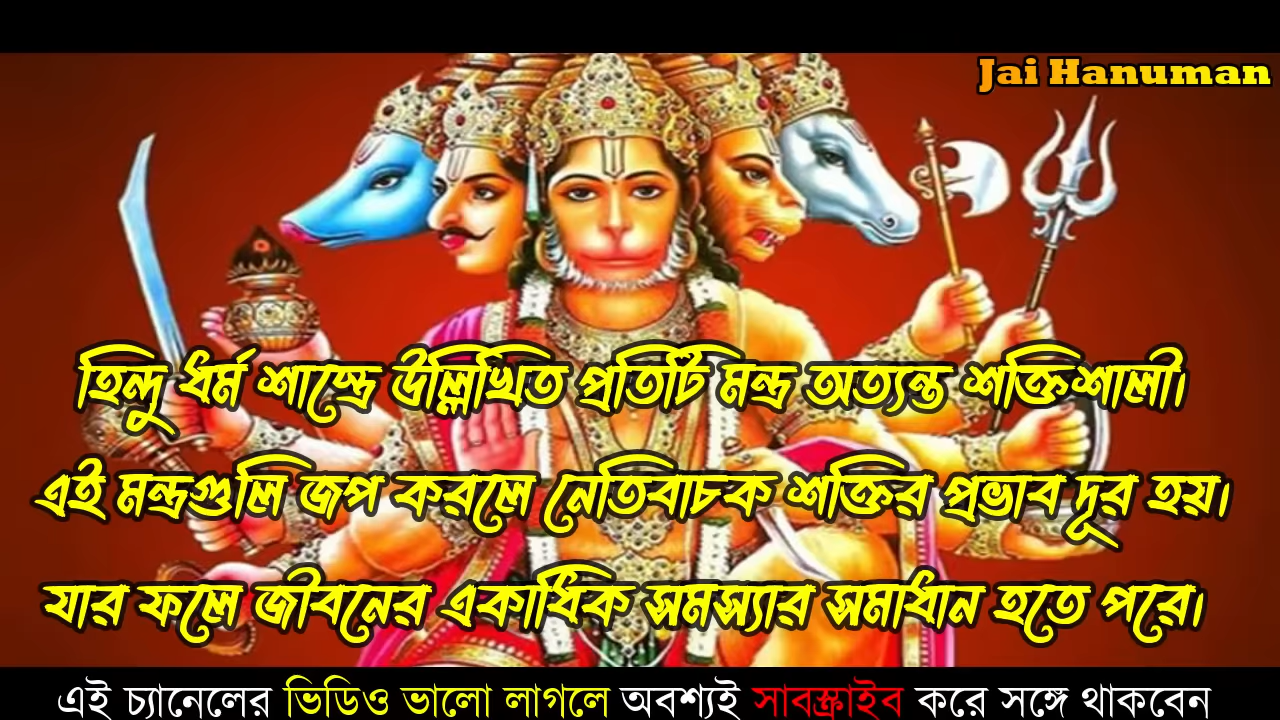 Jai Hanuman
হিন্দু ধর্ম শাস্ত্রে উল্লিখিত প্রতিটি মন্ত্র অত্যন্ত শক্তিশালী।
এই মন্ত্রগুলি জপ করলে নেতিবাচক শক্তির প্রভাব দূর হয়।
যার ফলে জীবনের একাধিক সমস্যার সমাধান হতে পরে।
এই চ্যানেলের ভিডিও ভালো লাগলে অবশ্যই সাবস্ক্রাইব করে সঙ্গে থাকবেন